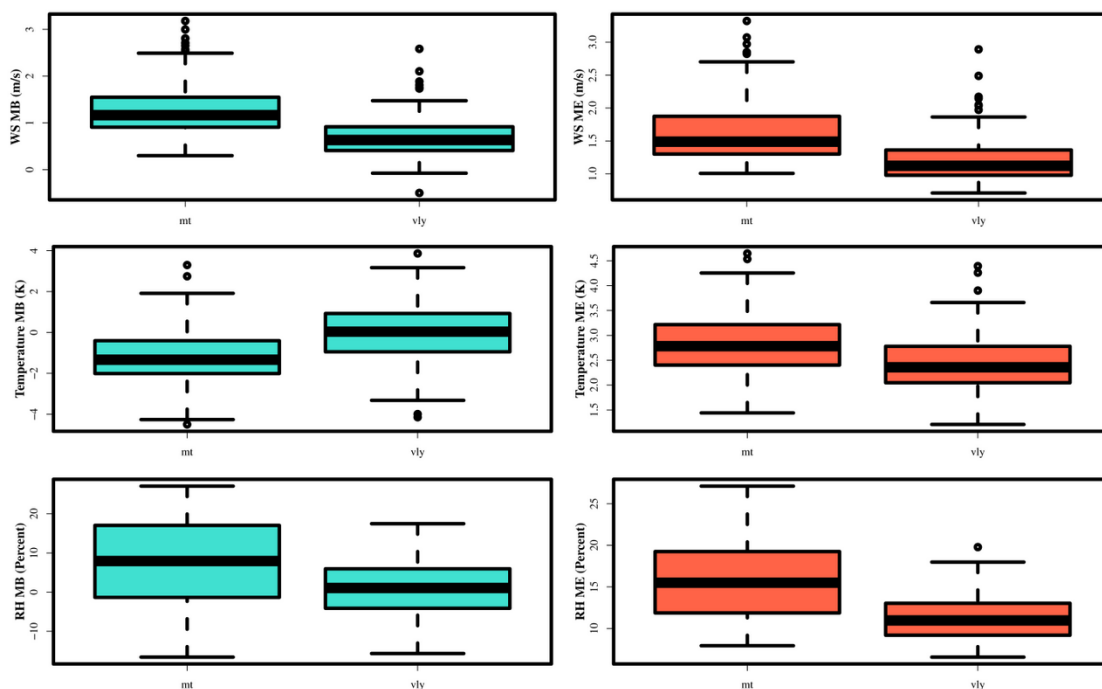 WS MB (m/s)
3
2
1
0
mt
vly
WS ME (m/s)
3.0
2.5
2.0
1.5
1.0
mt
vly
Temperature MB (K)
4
2
0
−2
−4
mt
vly
Temperature ME (K)
4.5
4.0
3.5
3.0
2.5
2.0
1.5
mt
vly
RH MB (Percent)
20
10
0
−10
mt
vly
RH ME (Percent)
25
20
15
10
mt
vly